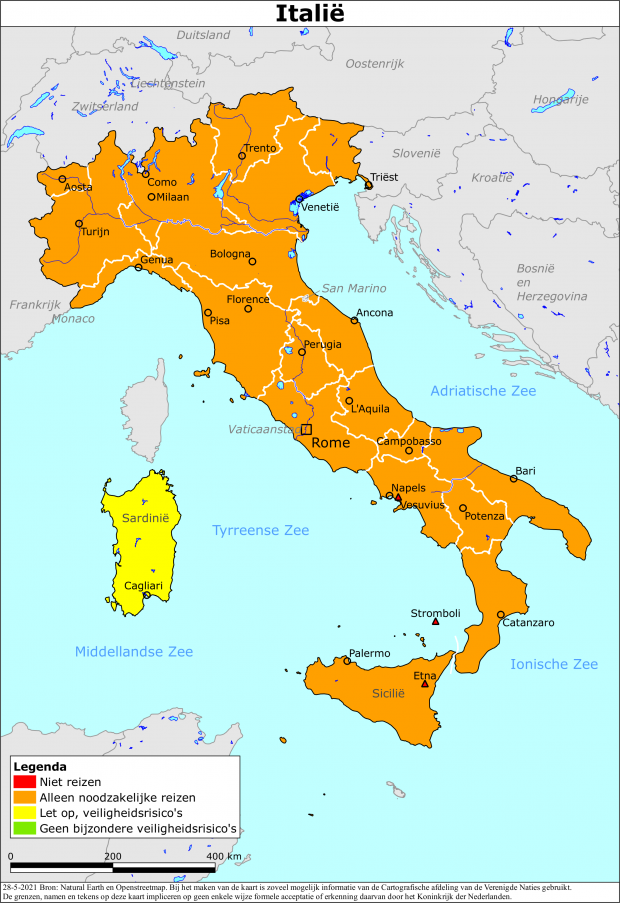 Italië
Duitsland
Oostenrijk
Liechtenstein
Zwitserland
Hongarije
Trento
Slovenië
Triëst
Kroatië
Como
Aosta
Milaan
Venetië
Turijn
Bologna
Genua
Bosnië
en
Herzegovina
San Marino
Florence
Frankrijk
Monaco
Pisa
Ancona
Perugia
Adriatische Zee
L'Aquila
Vaticaanstad
Rome
Campobasso
Bari
Napels
Vesuvius
Potenza
Sardinië
Tyrreense Zee
Cagliari
Stromboli
Catanzaro
Middellandse Zee
Palermo
Ionische Zee
Etna
Sicilië
Legenda
Niet reizen
Alleen noodzakelijke reizen
Let op, veiligheidsrisico's
Geen bijzondere veiligheidsrisico's
0 200 400 km
28-5-2021 Bron: Natural Earth en Openstreetmap. Bij het maken van de kaart is zoveel mogelijk informatie van de Cartografische afdeling van de Verenigde Naties gebruikt.
De grenzen, namen en tekens op deze kaart impliceren op geen enkele wijze formele acceptatie of erkenning daarvan door het Koninkrijk der Nederlanden.